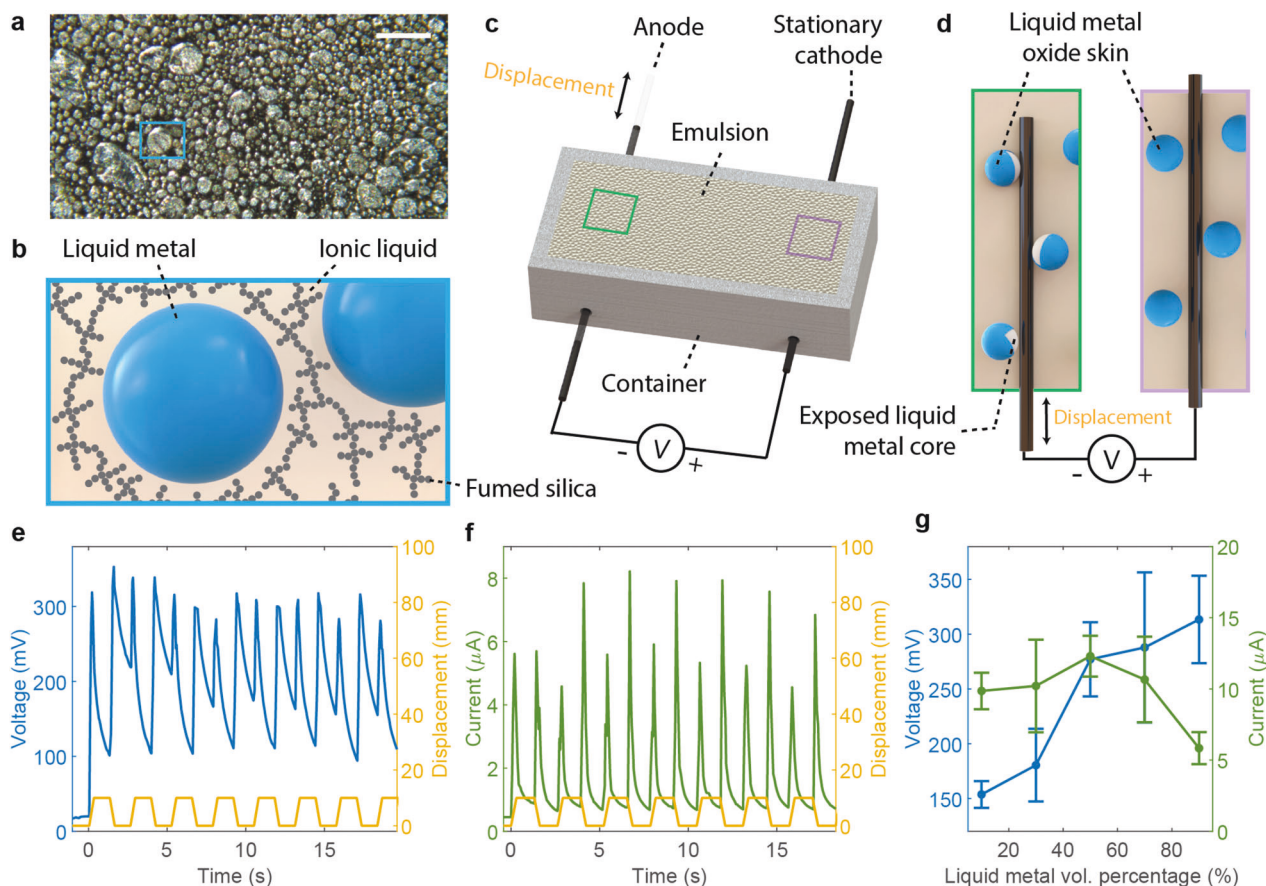 a
b
Liquid metal
Ionic liquid
Fumed silica
c
Anode
Stationary
cathode
Displacement
Emulsion
Container
- V +
d
Liquid metal
oxide skin
Exposed liquid
metal core
Displacement
- V +
e
Voltage (mV)
300
200
100
0
Displacement (mm)
100
80
60
40
20
0
0 5 10 15
Time (s)
f
Current (μA)
8
6
4
2
0
Displacement (mm)
100
80
60
40
20
0
0 5 10 15
Time (s)
g
Voltage (mV)
350
300
250
200
150
Current (μA)
20
15
10
5
0
20 40 60 80
Liquid metal vol. percentage (%)